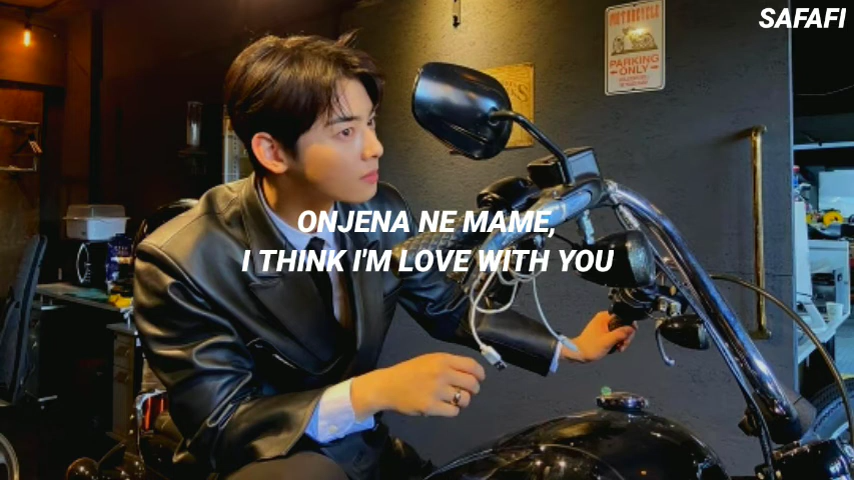 SAFAFI
MOTORCYCLE
PARKING
ONLY
ONJENA NE MAME,
I THINK I'M LOVE WITH YOU